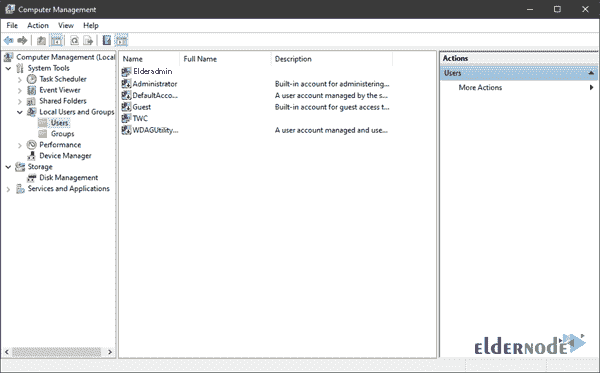 Computer Management
File Action View Help
Computer Management (Local
System Tools
Task Scheduler
Event Viewer
Shared Folders
Local Users and Groups
Users
Groups
Performance
Device Manager
Storage
Disk Management
Services and Applications
Name Full Name Description
Elderadmin
Administrator Built-in account for administering...
DefaultAcco... A user account managed by the s...
Guest Built-in account for guest access t...
TWC
WDAGUtility... A user account managed and use...
Actions
Users
More Actions
eldernode